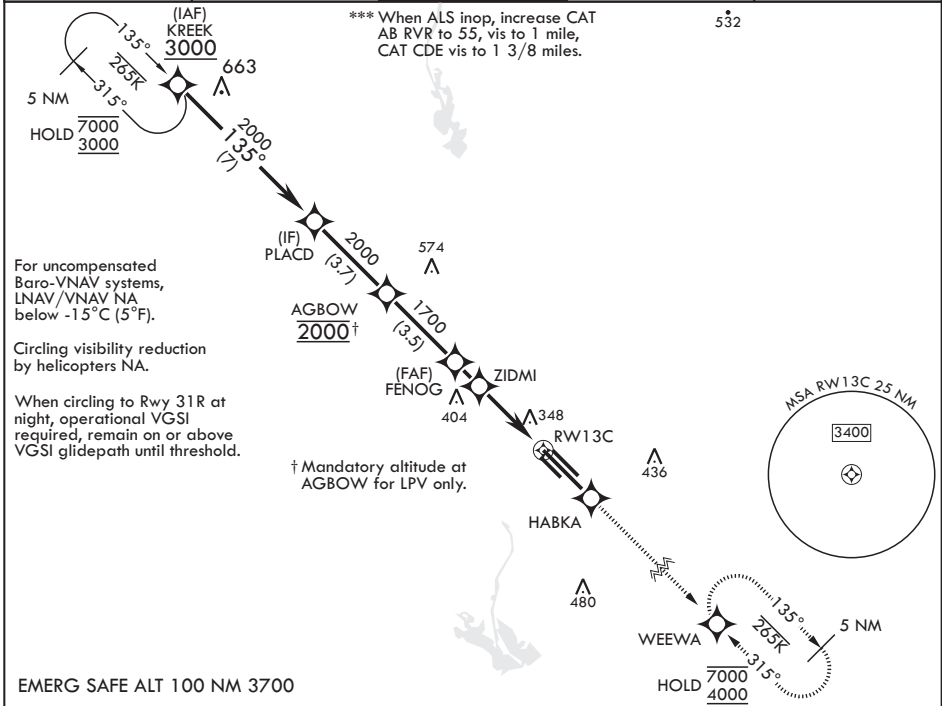 (IAF)
KREEK
3000
135°
265K
315°
5 NM
HOLD 7000
3000
663
*** When ALS inop, increase CAT
AB RVR to 55, vis to 1 mile,
CAT CDE vis to 1 3/8 miles.
532
2000
135°
(7)
(IF)
PLACD
2000
(3.7)
574
AGBOW
2000†
1700
(3.5)
For uncompensated
Baro-VNAV systems,
LNAV/VNAV NA
below -15°C (5°F).
Circling visibility reduction
by helicopters NA.
When circling to Rwy 31R at
night, operational VGSI
required, remain on or above
VGSI glidepath until threshold.
(FAF)
FENOG
ZIDMI
404
348
RW13C
436
† Mandatory altitude at
AGBOW for LPV only.
HABKA
MSA RW13C 25 NM
3400
480
WEEWA
135°
265K
315°
5 NM
HOLD 7000
4000
EMERG SAFE ALT 100 NM 3700